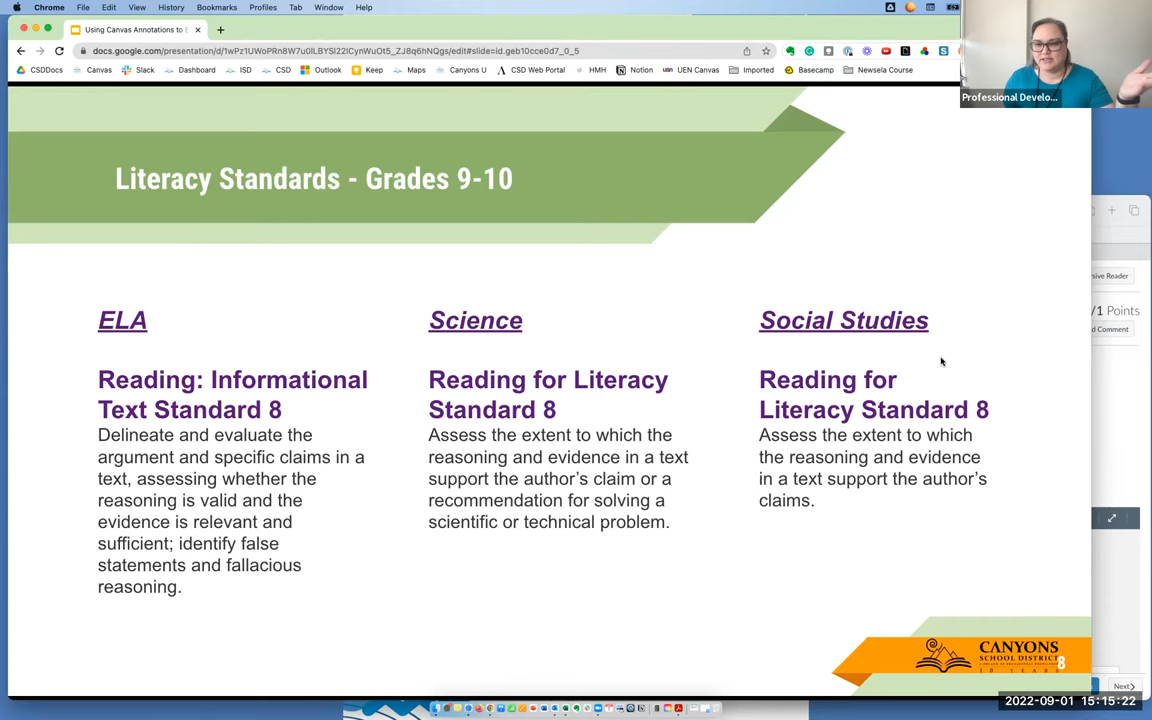 Chrome File Edit View History Bookmarks Profiles Tab Window Help
Using Canvas Annotations to E
docs.google.com/presentation/d/1wPz1UWoPRn8W7u0lLBYSl22lCynWuOt5_ZJ8q6hNQgs/edit#slide=id.geb10cce0d7_0_5
CSDDocs Canvas Slack Dashboard ISD CSD Outlook Keep Maps Canyons U CSD Web Portal HMH Notion UEN Canvas Imported Basecamp Newsela Course
Professional Develo...
Literacy Standards - Grades 9-10
sive Reader
/1 Points
d Comment
ELA
Reading: Informational
Text Standard 8
Delineate and evaluate the
argument and specific claims in a
text, assessing whether the
reasoning is valid and the
evidence is relevant and
sufficient; identify false
statements and fallacious
reasoning.
Science
Reading for Literacy
Standard 8
Assess the extent to which the
reasoning and evidence in a text
support the author's claim or a
recommendation for solving a
scientific or technical problem.
Social Studies
Reading for
Literacy Standard 8
Assess the extent to which
the reasoning and evidence
in a text support the author's
claims.
CANYONS
SCHOOL DISTRICT
10 YEARS
8
Next
2022-09-01 15:15:22